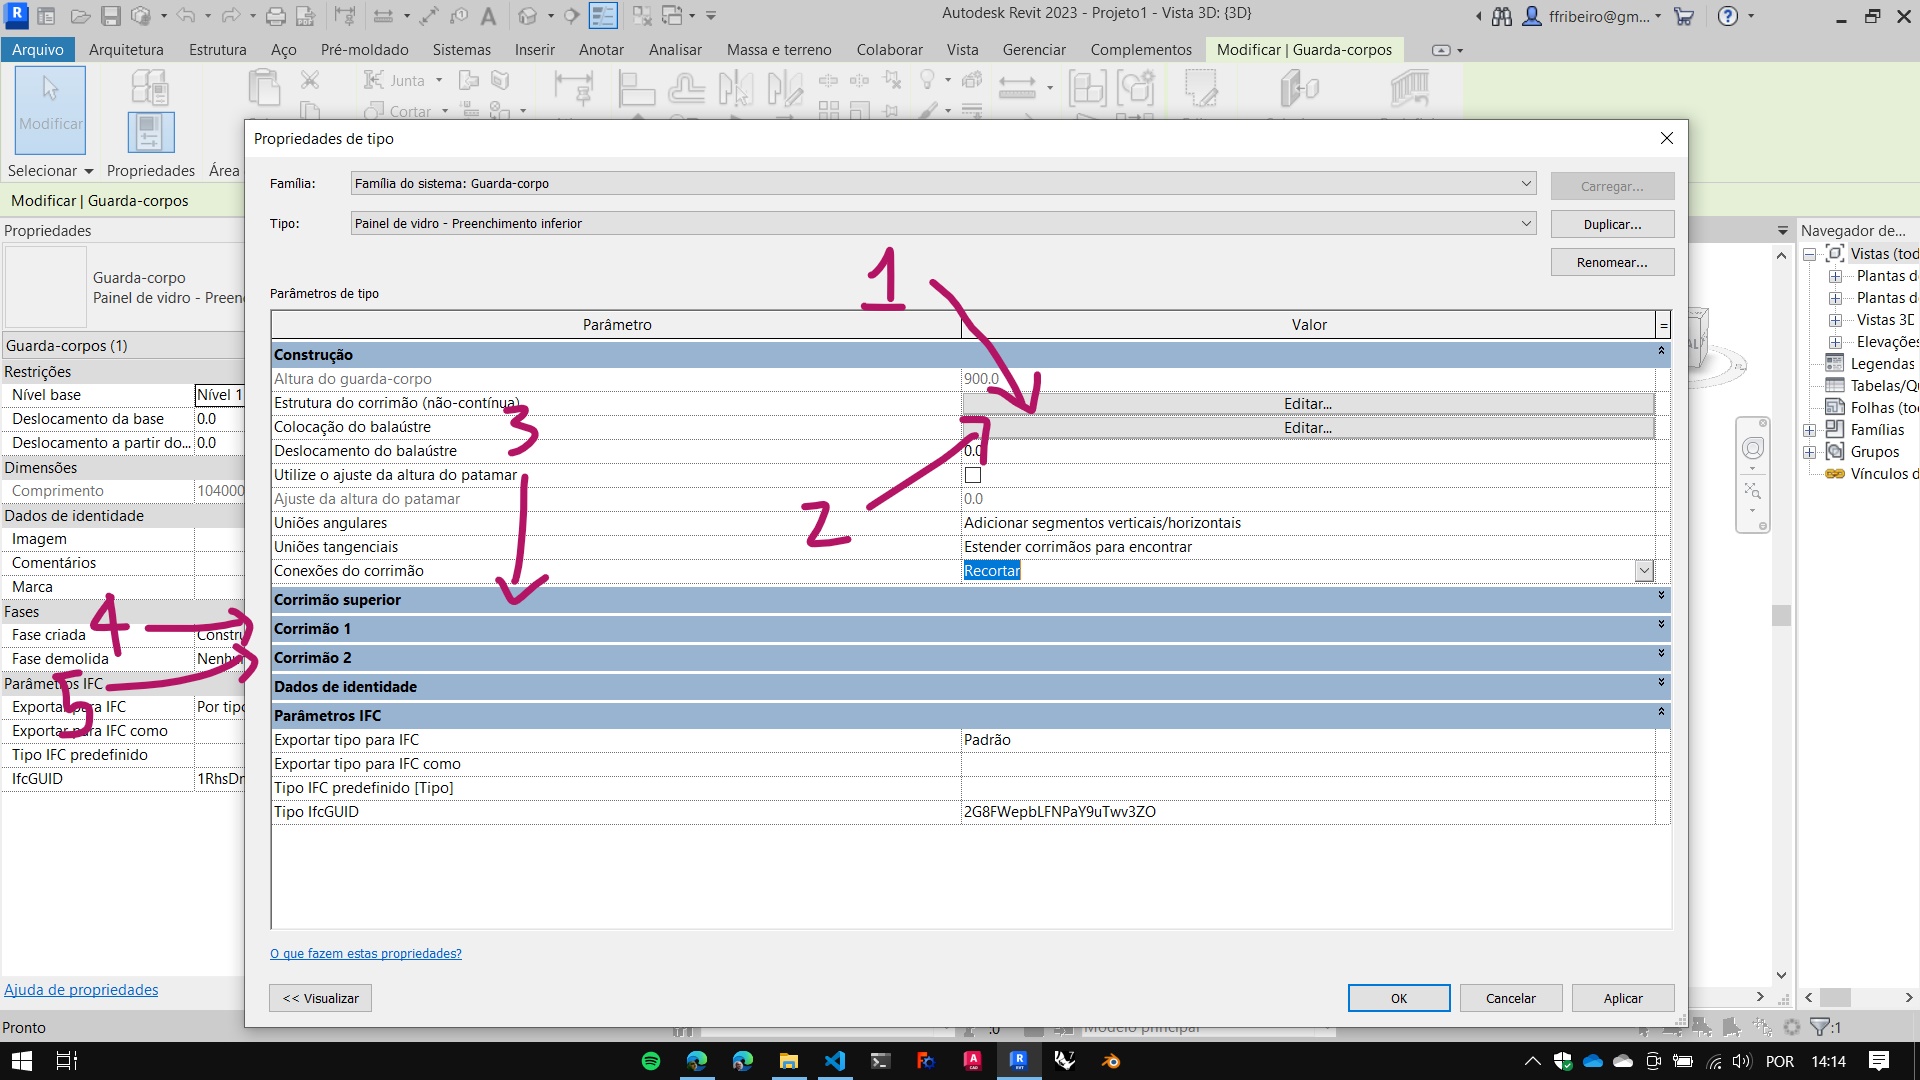 Autodesk Revit 2023 - Projeto1 - Vista 3D: {3D}
ffribeiro@gm...
Arquivo Arquitetura Estrutura Aço Pré-moldado Sistemas Inserir Anotar Analisar Massa e terreno Colaborar Vista Gerenciar Complementos Modificar | Guarda-corpos
Modificar
Junta
Cortar
Selecionar Propriedades Área
Modificar | Guarda-corpos
Propriedades
Guarda-corpo
Painel de vidro - Preen
Guarda-corpos (1)
Restrições
Nível base Nível 1
Deslocamento da base 0.0
Deslocamento a partir do... 0.0
Dimensões
Comprimento 104000
Dados de identidade
Imagem
Comentários
Marca
Fases
Fase criada Constru
Fase demolida Nenh
Parâmetros IFC
Exportar para IFC Por tipo
Exportar para IFC como
Tipo IFC predefinido
IfcGUID 1RhsDr
Ajuda de propriedades
Pronto
Propriedades de tipo
Família: Família do sistema: Guarda-corpo Carregar...
Tipo: Painel de vidro - Preenchimento inferior Duplicar...
Renomear...
Parâmetros de tipo
Parâmetro Valor =
Construção
Altura do guarda-corpo 900.0
Estrutura do corrimão (não-contínua) Editar...
Colocação do balaústre Editar...
Deslocamento do balaústre 0.0
Utilize o ajuste da altura do patamar
Ajuste da altura do patamar 0.0
Uniões angulares Adicionar segmentos verticais/horizontais
Uniões tangenciais Estender corrimãos para encontrar
Conexões do corrimão Recortar
Corrimão superior
Corrimão 1
Corrimão 2
Dados de identidade
Parâmetros IFC
Exportar tipo para IFC Padrão
Exportar tipo para IFC como
Tipo IFC predefinido [Tipo]
Tipo IfcGUID 2G8FWepbLFNPaY9uTwv3ZO
O que fazem estas propriedades?
<< Visualizar OK Cancelar Aplicar
1
2
3
4
5
Navegador de...
Vistas (tod
Plantas d
Plantas d
Vistas 3D
Elevações
Legendas
Tabelas/Q
Folhas (to
Famílias
Grupos
Vínculos d
:0 Modelo principal :1
POR 14:14